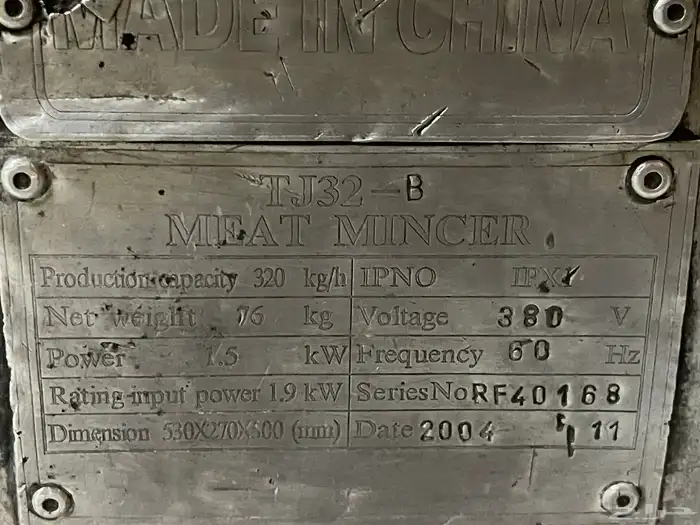 MADE IN CHINA
TJ32-B
MEAT MINCER
Production capacity 320 kg/h IPNO IPX1
Net weight 76 kg Voltage 380 V
Power 1.5 kW Frequency 60 Hz
Rating input power 1.9 kW SeriesNo RF40168
Dimension 530X270X500 (mm) Date 2004 11
حراج